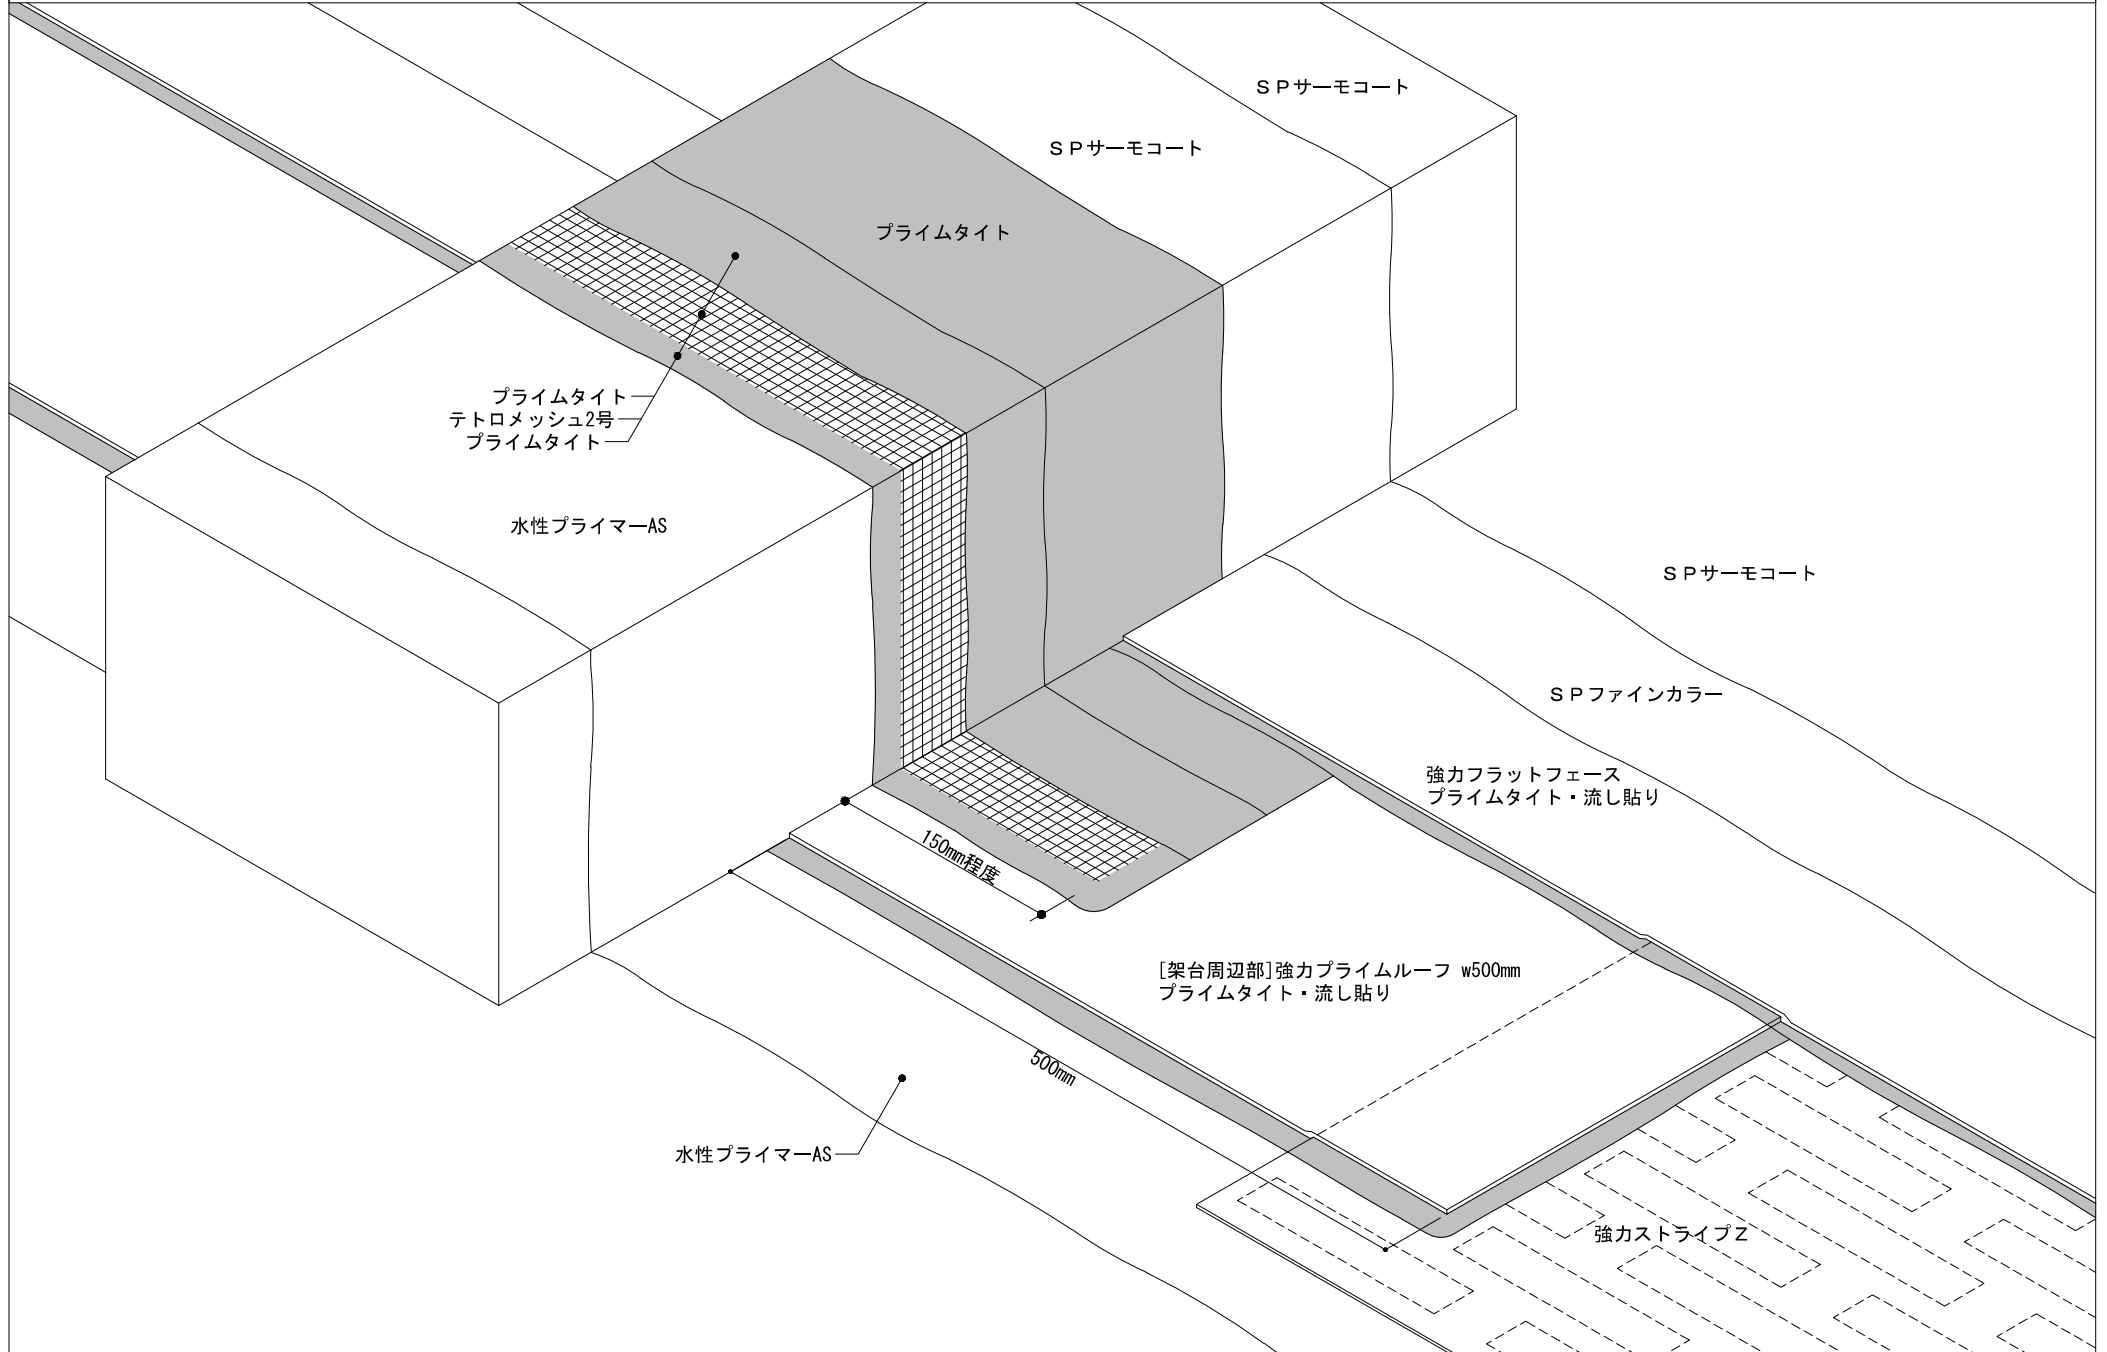 ＳＰサーモコート
ＳＰサーモコート
プライムタイト
プライムタイト
テトロメッシュ2号
プライムタイト
水性プライマーAS
ＳＰサーモコート
ＳＰファインカラー
強力フラットフェース
プライムタイト・流し貼り
150mm程度
[架台周辺部]強力プライムルーフ w500mm
プライムタイト・流し貼り
500mm
水性プライマーAS
強力ストライプＺ